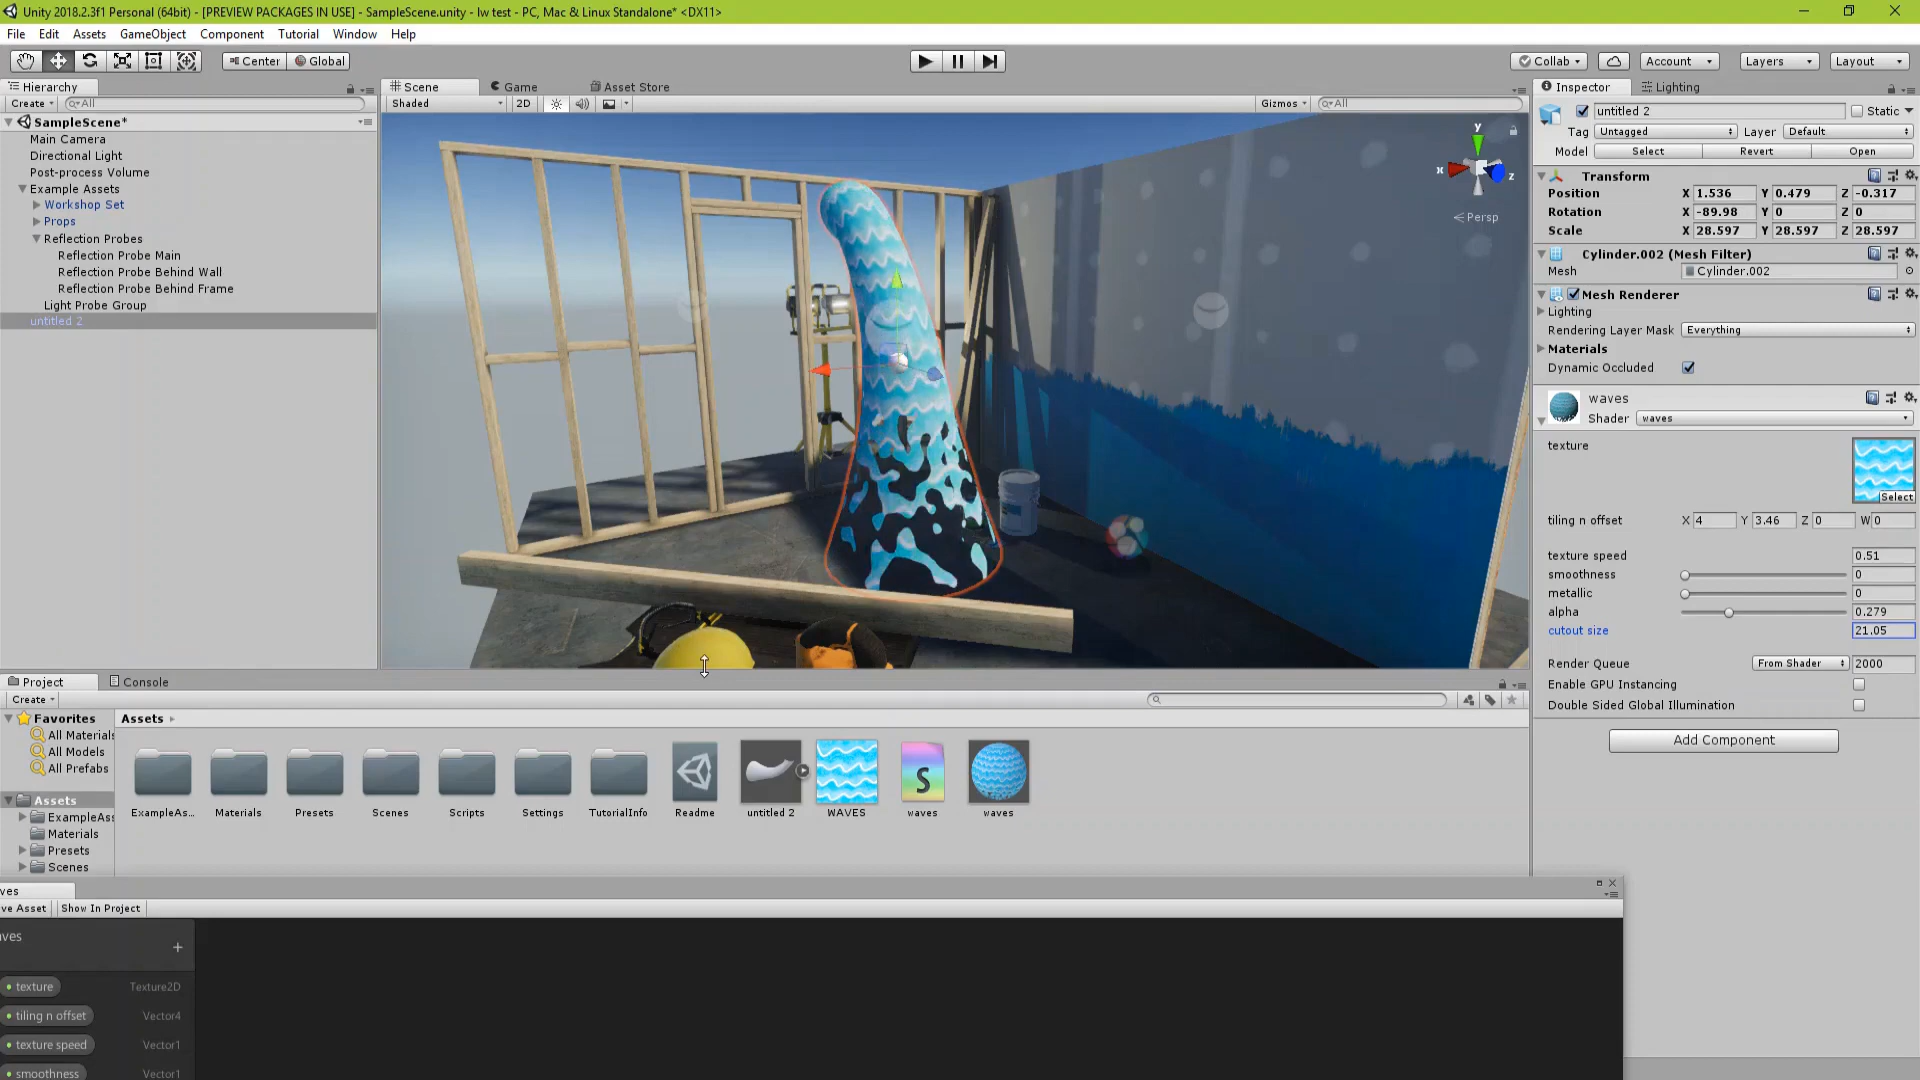 Unity 2018.2.3f1 Personal (64bit) - [PREVIEW PACKAGES IN USE] - SampleScene.unity - lw test - PC, Mac & Linux Standalone* <DX11>
File Edit Assets GameObject Component Tutorial Window Help
Center Global Collab Account Layers Layout
Hierarchy
Create All
SampleScene*
Main Camera
Directional Light
Post-process Volume
Example Assets
Workshop Set
Props
Reflection Probes
Reflection Probe Main
Reflection Probe Behind Wall
Reflection Probe Behind Frame
Light Probe Group
untitled 2
Scene Game Asset Store
Shaded 2D Gizmos All
y
x
z
Persp
Inspector Lighting
untitled 2 Static
Tag Untagged Layer Default
Model Select Revert Open
Transform
Position X 1.536 Y 0.479 Z -0.317
Rotation X -89.98 Y 0 Z 0
Scale X 28.597 Y 28.597 Z 28.597
Cylinder.002 (Mesh Filter)
Mesh Cylinder.002
Mesh Renderer
Lighting
Rendering Layer Mask Everything
Materials
Dynamic Occluded
waves
Shader waves
texture
Select
tiling n offset X 4 Y 3.46 Z 0 W 0
texture speed 0.51
smoothness 0
metallic 0
alpha 0.279
cutout size 21.05
Render Queue From Shader 2000
Enable GPU Instancing
Double Sided Global Illumination
Add Component
Project Console
Create
Favorites
All Materials
All Models
All Prefabs
Assets
ExampleAss
Materials
Presets
Scenes
Assets
ExampleAs... Materials Presets Scenes Scripts Settings TutorialInfo Readme untitled 2 WAVES waves waves
S
ves
ve Asset Show In Project
aves
texture Texture2D
tiling n offset Vector4
texture speed Vector1
smoothness Vector1